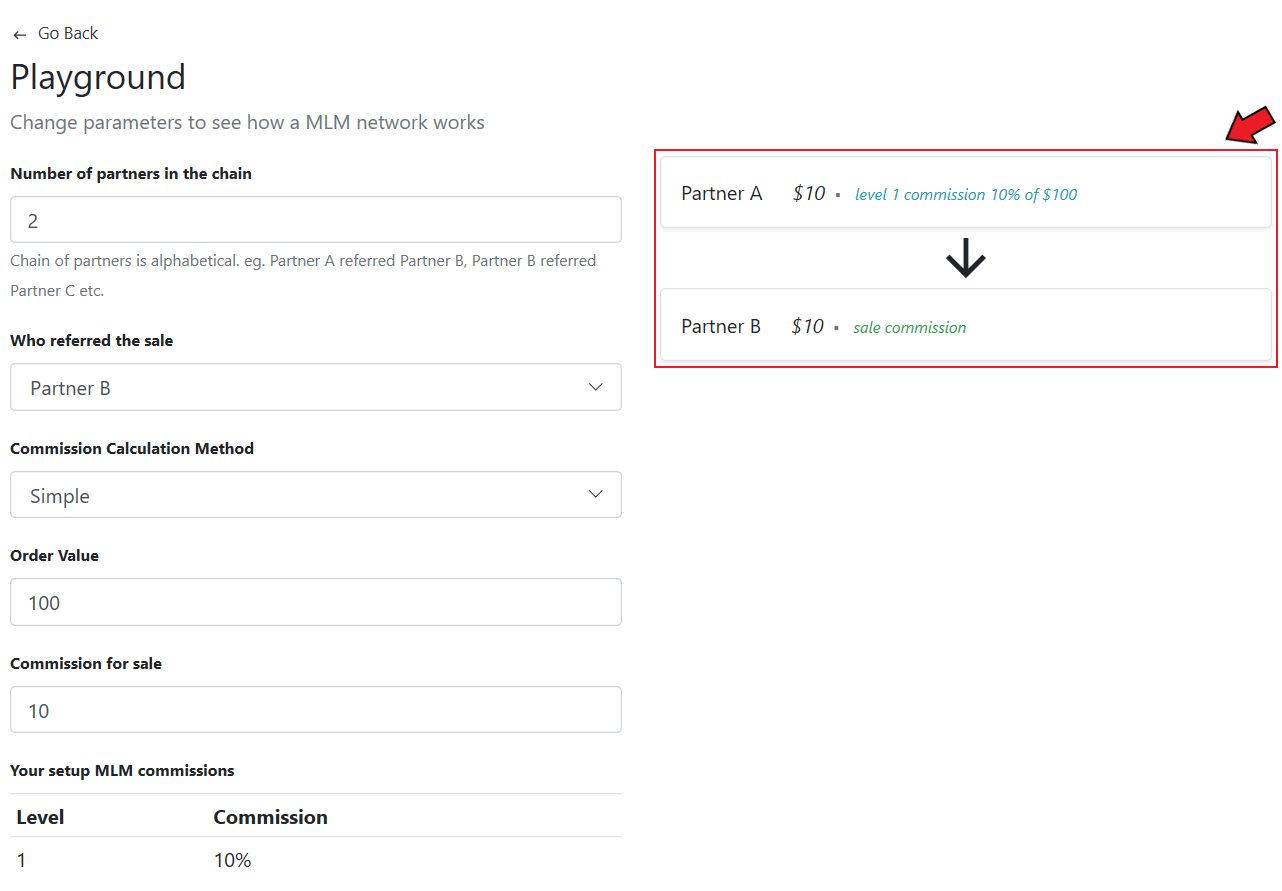 Go Back
Playground
Change parameters to see how a MLM network works
Number of partners in the chain
2
Chain of partners is alphabetical. eg. Partner A referred Partner B, Partner B referred
Partner C etc.
Who referred the sale
Partner B
Commission Calculation Method
Simple
Order Value
100
Commission for sale
10
Your setup MLM commissions
Level Commission
1 10%
Partner A $10 ▪ level 1 commission 10% of $100
Partner B $10 ▪ sale commission